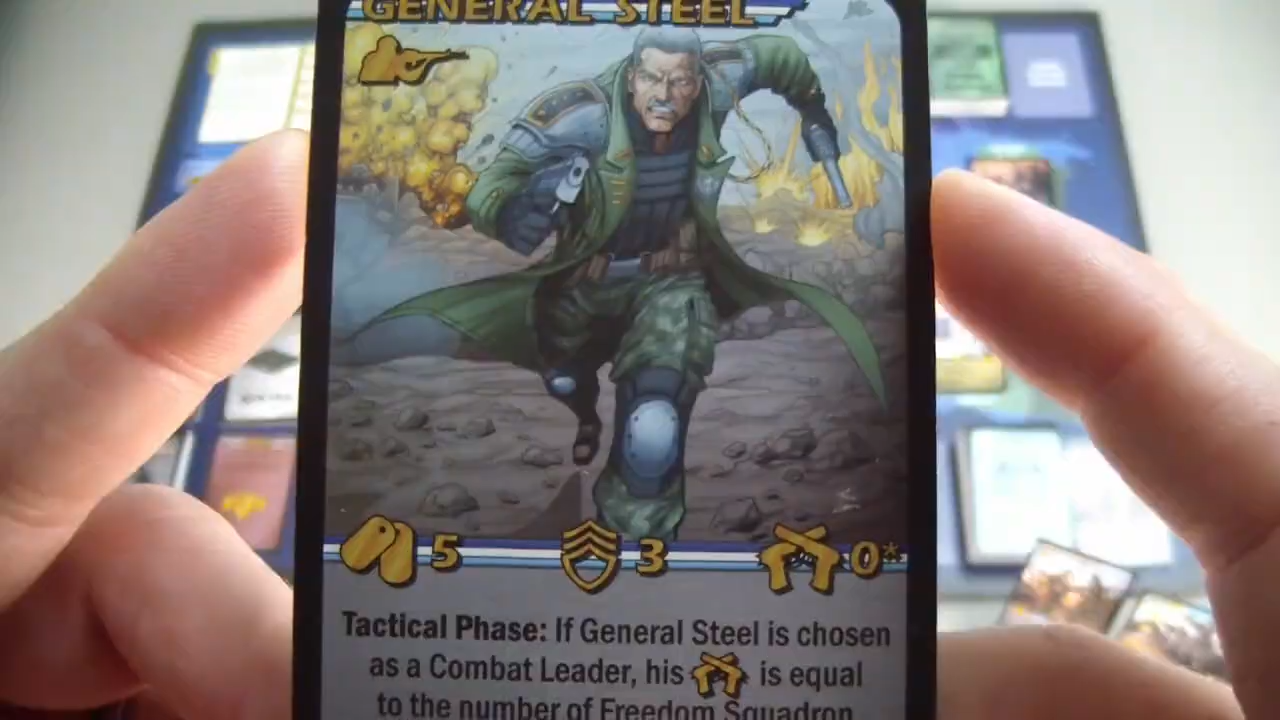 GENERAL STEEL
5 3 0*
Tactical Phase: If General Steel is chosen
as a Combat Leader, his is equal
to the number of Freedom Squadron